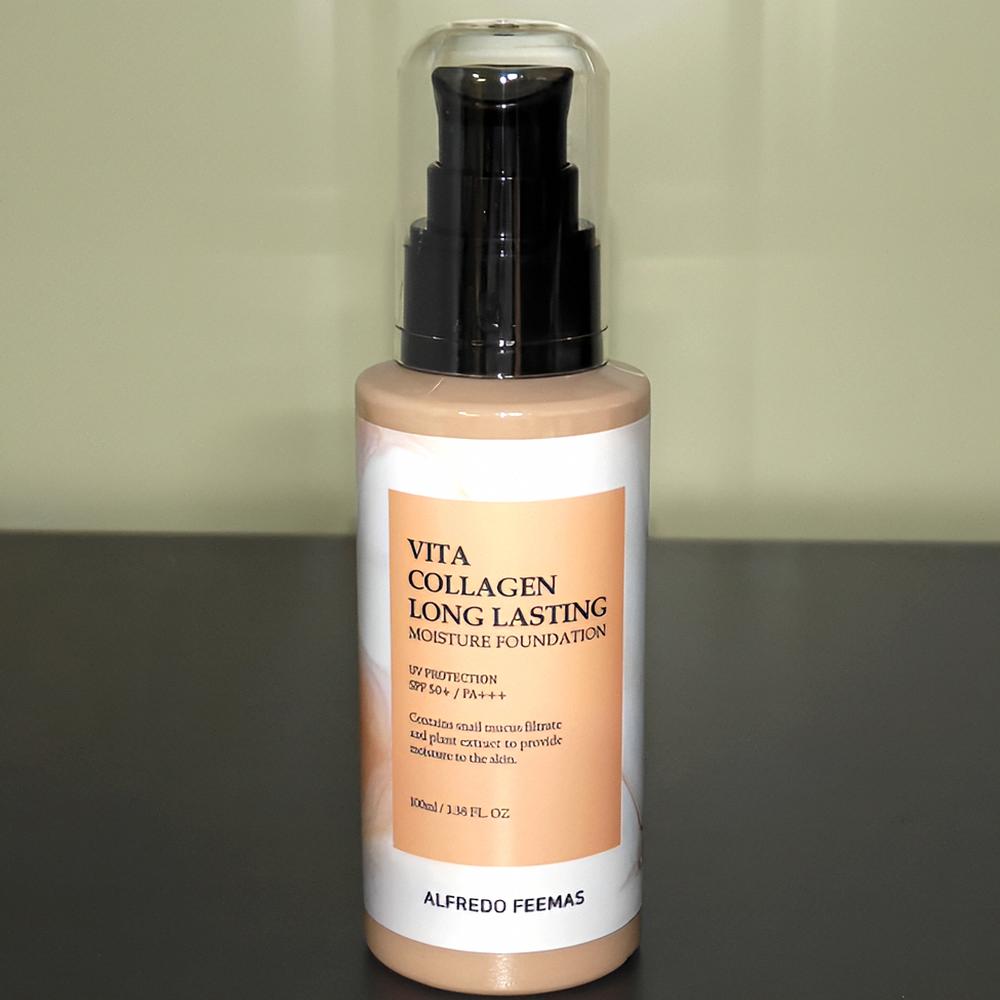 VITA
COLLAGEN
LONG LASTING
MOISTURE FOUNDATION
UV PROTECTION
SPF 50+ / PA+++
Contains snail mucus filtrate
and plant extract to provide
moisture to the skin.
100ml / 3.38 FL. OZ
ALFREDO FEEMAS